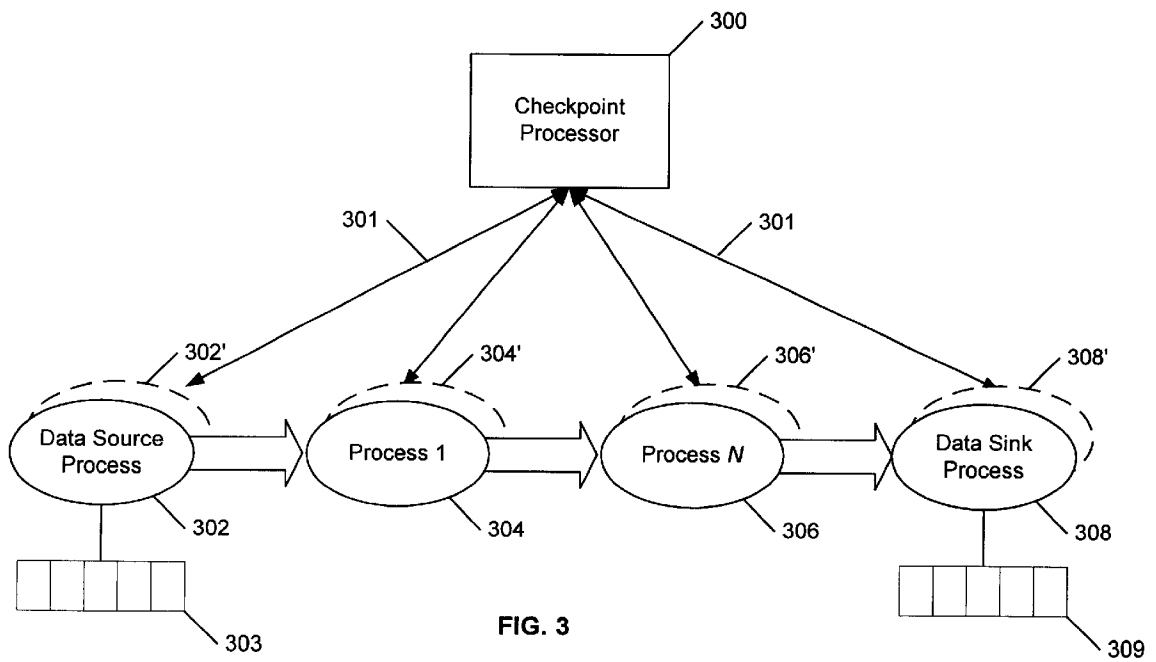 300
Checkpoint
Processor
301
301
302'
304'
306'
308'
Data Source
Process
Process 1
Process N
Data Sink
Process
302
304
306
308
303
FIG. 3
309